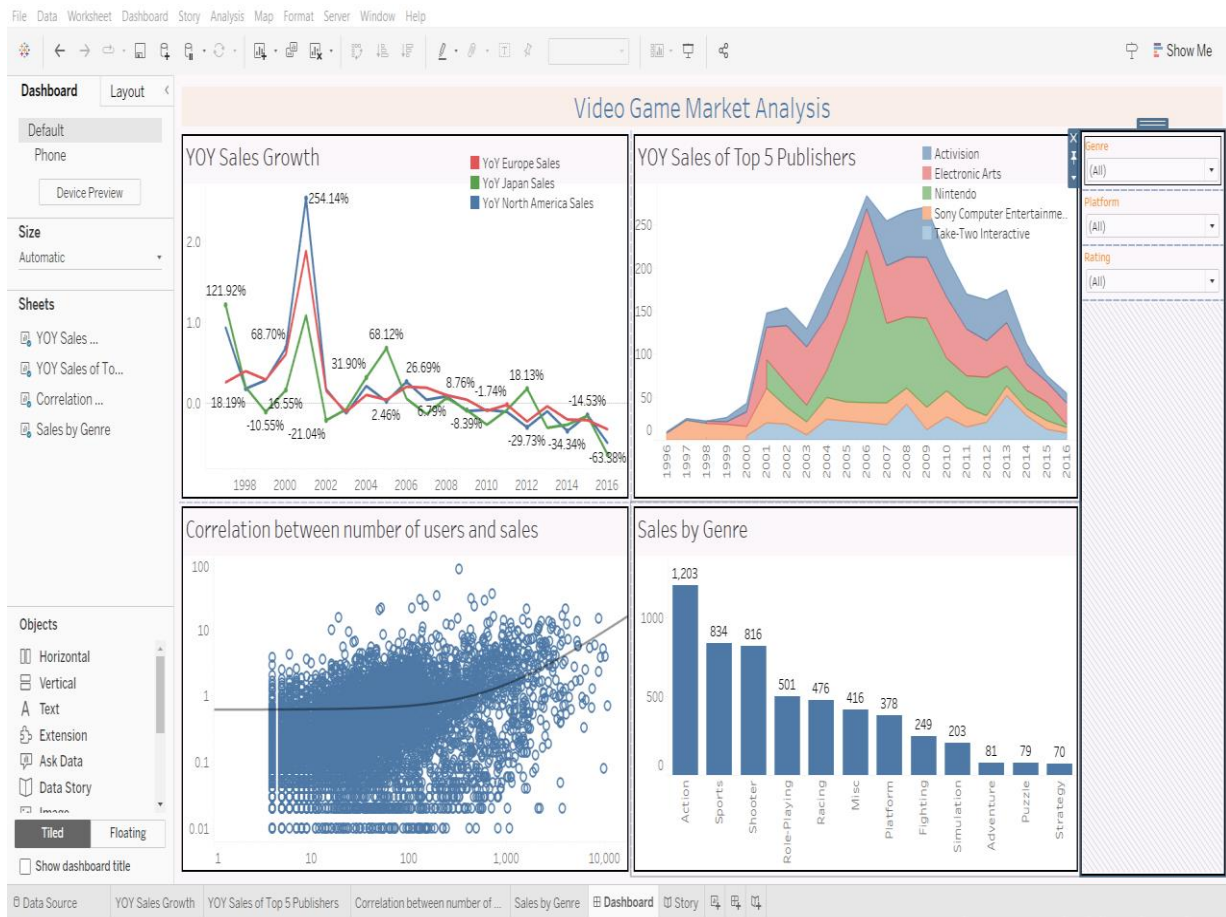 File Data Worksheet Dashboard Story Analysis Map Format Server Window Help
Show Me
Dashboard Layout
Default
Phone
Device Preview
Size
Automatic
Sheets
YOY Sales ...
YOY Sales of To...
Correlation ...
Sales by Genre
Objects
Horizontal
Vertical
Text
Extension
Ask Data
Data Story
Tiled Floating
Show dashboard title
Video Game Market Analysis
YOY Sales Growth
YoY Europe Sales
YoY Japan Sales
YoY North America Sales
254.14%
2.0
121.92%
1.0
68.70%
68.12%
31.90%
26.69%
8.76%
-1.74%
18.13%
-14.53%
0.0
18.19%
-10.55%
16.55%
-21.04%
2.46%
6.79%
-8.39%
-29.73%
-34.34%
-63.38%
1998 2000 2002 2004 2006 2008 2010 2012 2014 2016
YOY Sales of Top 5 Publishers
Activision
Electronic Arts
Nintendo
Sony Computer Entertainme..
Take-Two Interactive
250
200
150
100
50
0
1996 1997 1998 1999 2000 2001 2002 2003 2004 2005 2006 2007 2008 2009 2010 2011 2012 2013 2014 2015 2016
Genre
(All)
Platform
(All)
Rating
(All)
Correlation between number of users and sales
100
10
1
0.1
0.01
1 10 100 1,000 10,000
Sales by Genre
1,203 834 816 501 476 416 378 249 203 81 79 70
1000
500
0
Action Sports Shooter Role-Playing Racing Misc Platform Fighting Simulation Adventure Puzzle Strategy
Data Source YOY Sales Growth YOY Sales of Top 5 Publishers Correlation between number of ... Sales by Genre Dashboard Story